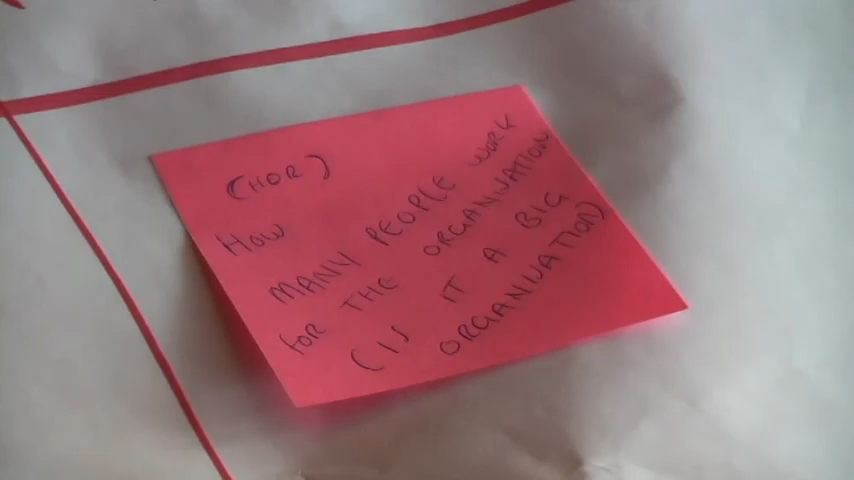 (HOR)
HOW
MANY PEOPLE WORK
FOR THE ORGANISATION
(IS IT A BIG
ORGANISATION)